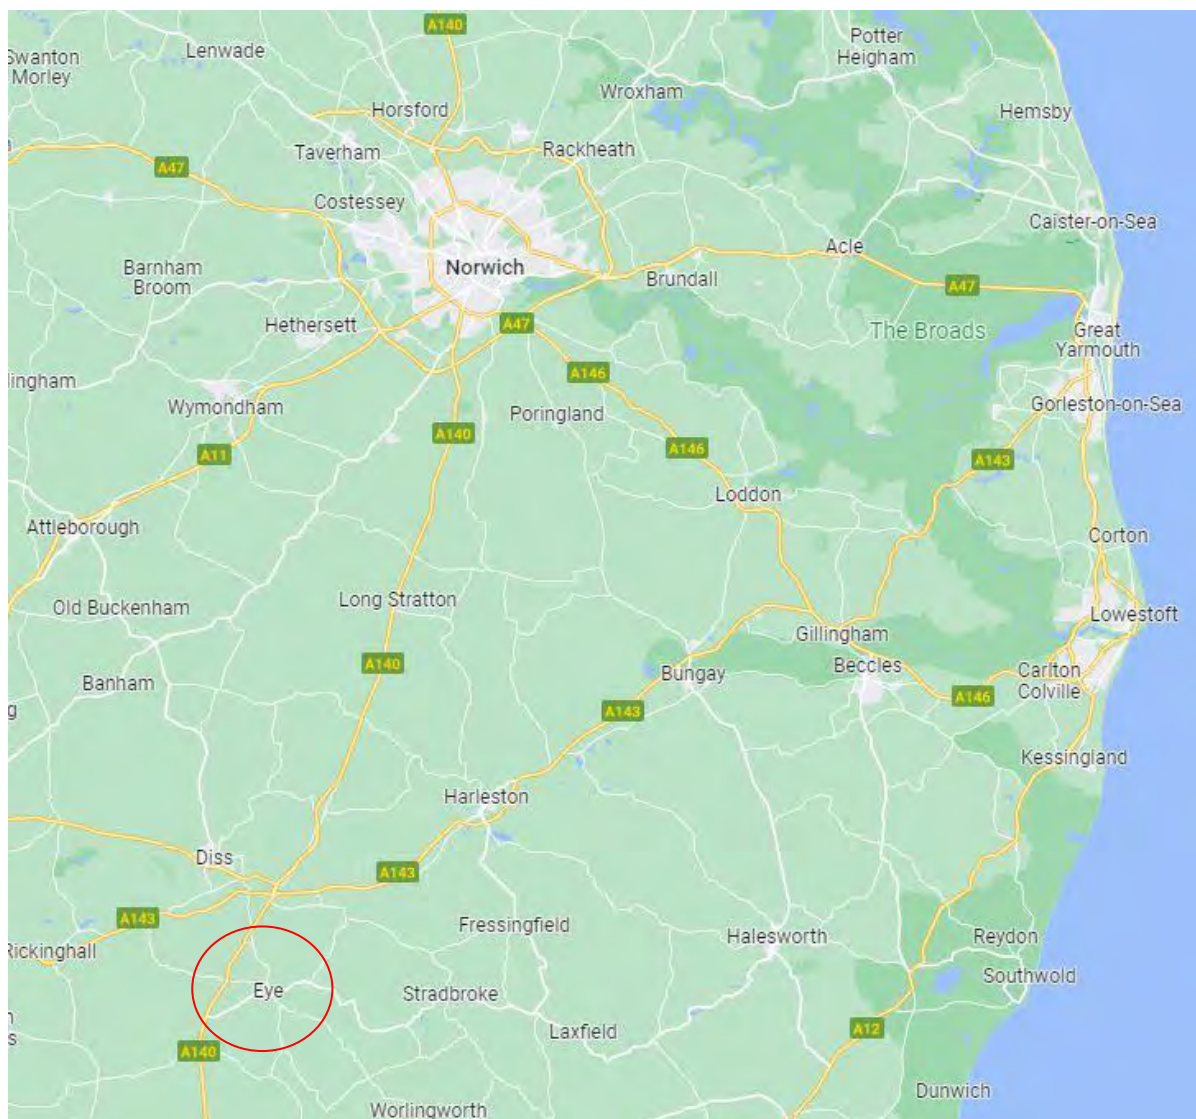 A140
Potter
Heigham
Swanton
Morley
Lenwade
Wroxham
Horsford
Hemsby
Taverham
Rackheath
A47
Costessey
Caister-on-Sea
Acle
Barnham
Broom
Norwich
Brundall
A47
Hethersett
A47
The Broads
Great
Yarmouth
A146
lingham
Wymondham
Poringland
Gorleston-on-Sea
A140
A11
A146
A143
Loddon
Attleborough
Corton
Old Buckenham
Long Stratton
Lowestoft
Gillingham
A140
Bungay
Beccles
Carlton
Colville
Banham
A146
g
A143
Kessingland
Harleston
Diss
A143
A143
Fressingfield
Halesworth
Reydon
Rickinghall
Southwold
Eye
Stradbroke
Laxfield
A12
s
A140
Dunwich
Worlingworth